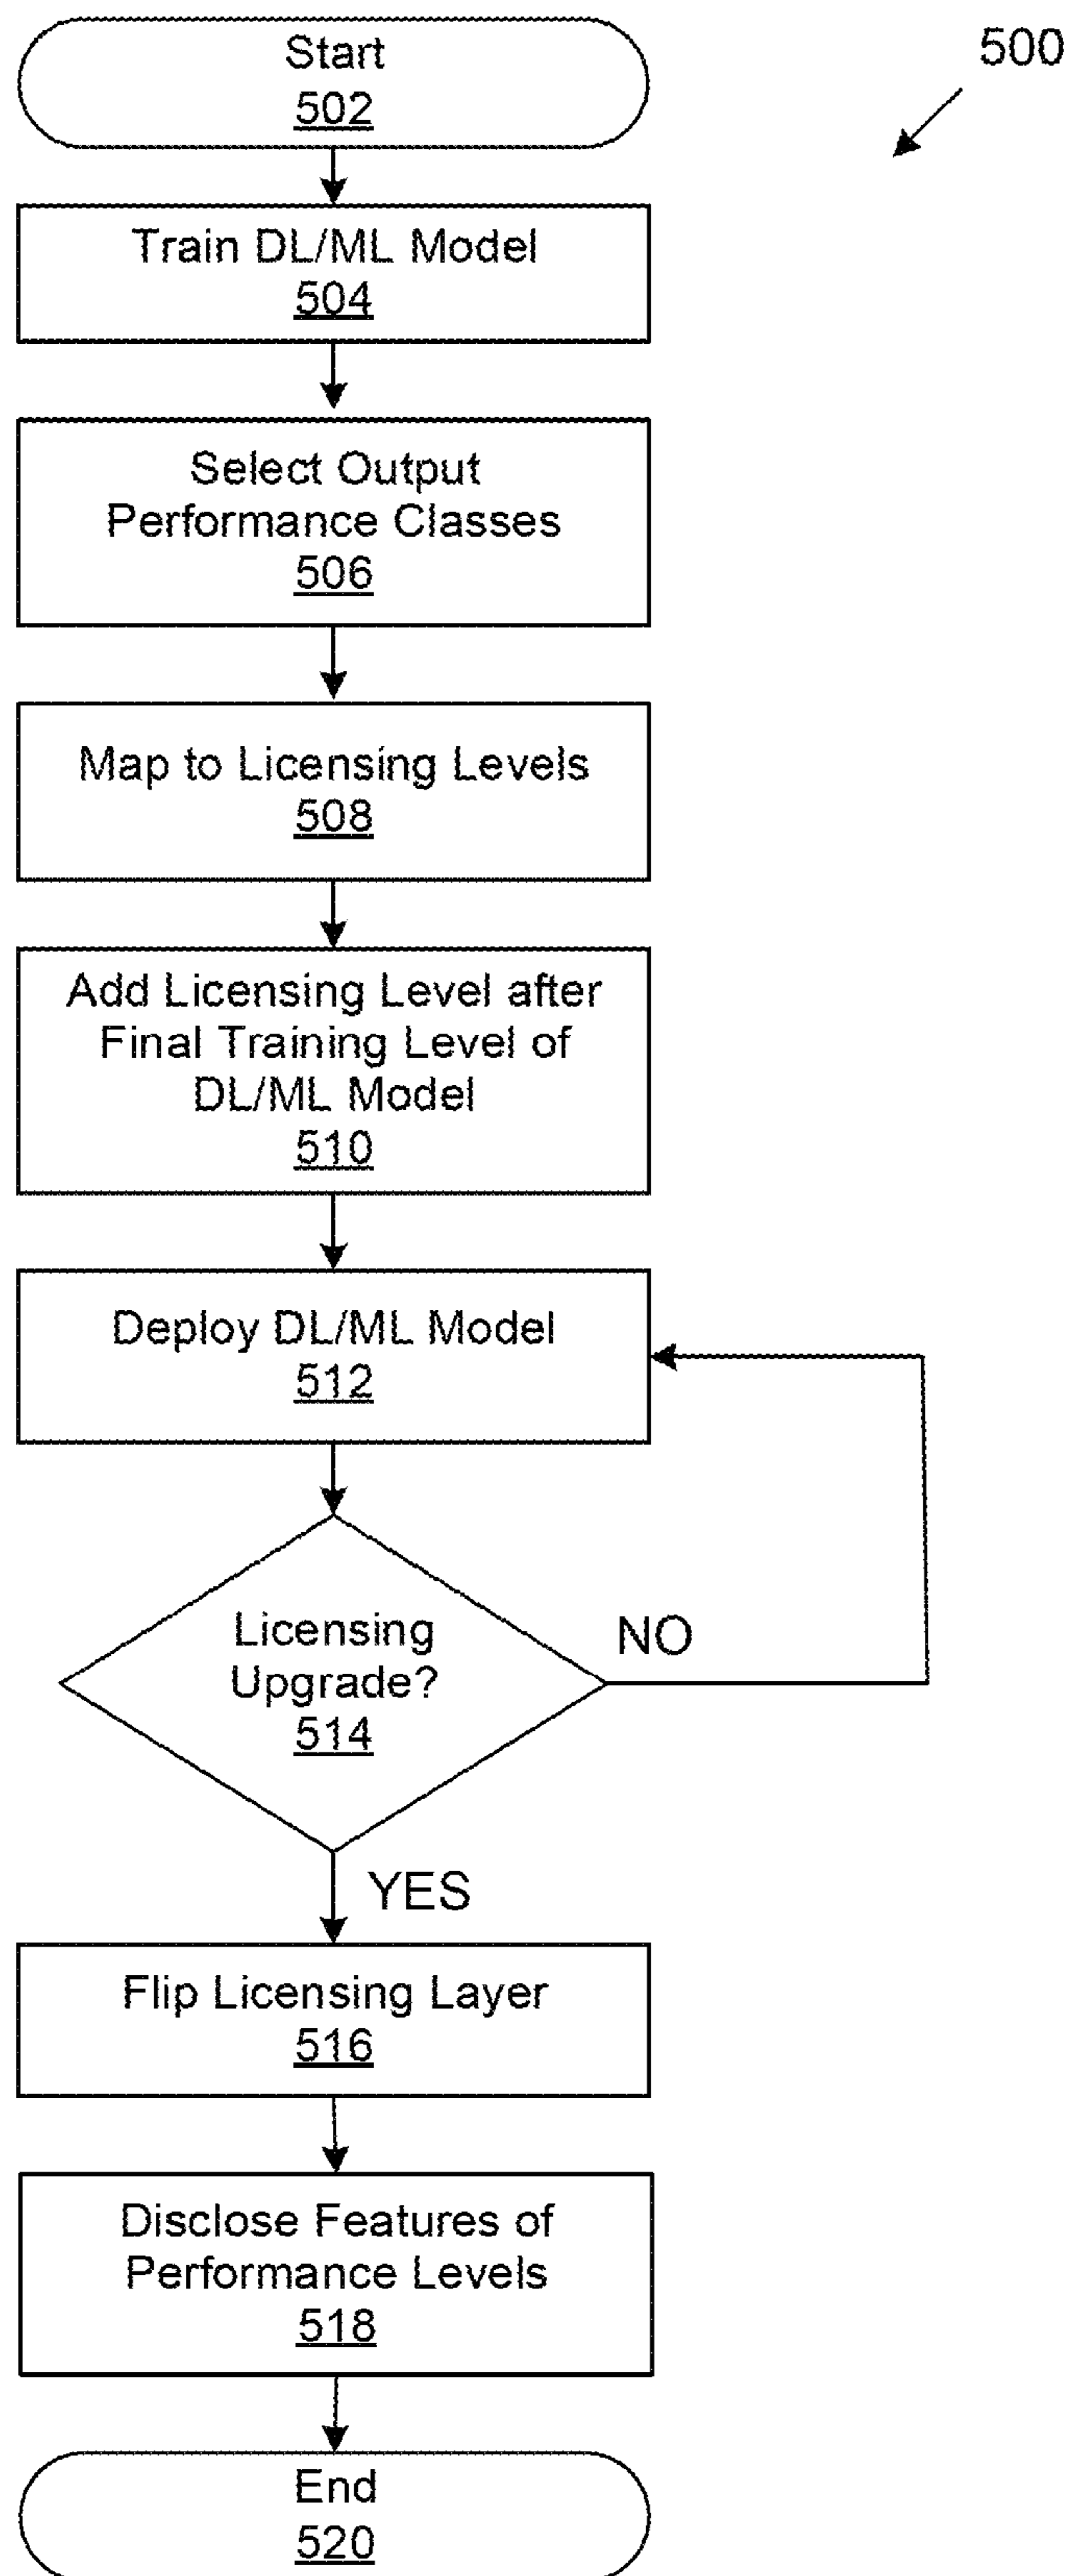 500
Start
502
Train DL/ML Model
504
Select Output
Performance Classes
506
Map to Licensing Levels
508
Add Licensing Level after
Final Training Level of
DL/ML Model
510
Deploy DL/ML Model
512
Licensing
Upgrade?
514
NO
YES
Flip Licensing Layer
516
Disclose Features of
Performance Levels
518
End
520